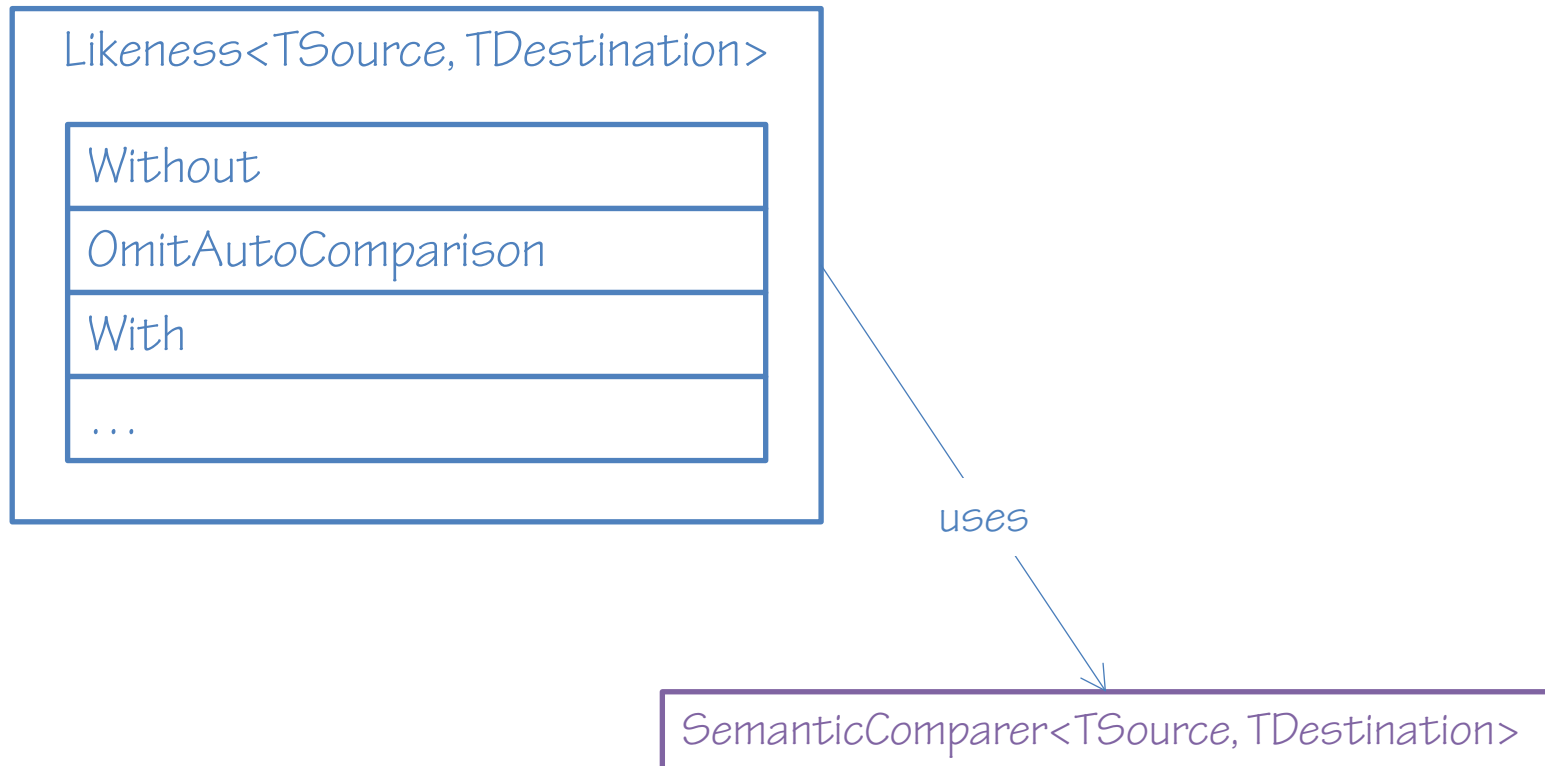 Likeness<TSource, TDestination>
Without
OmitAutoComparison
With
...
uses
SemanticComparer<TSource, TDestination>